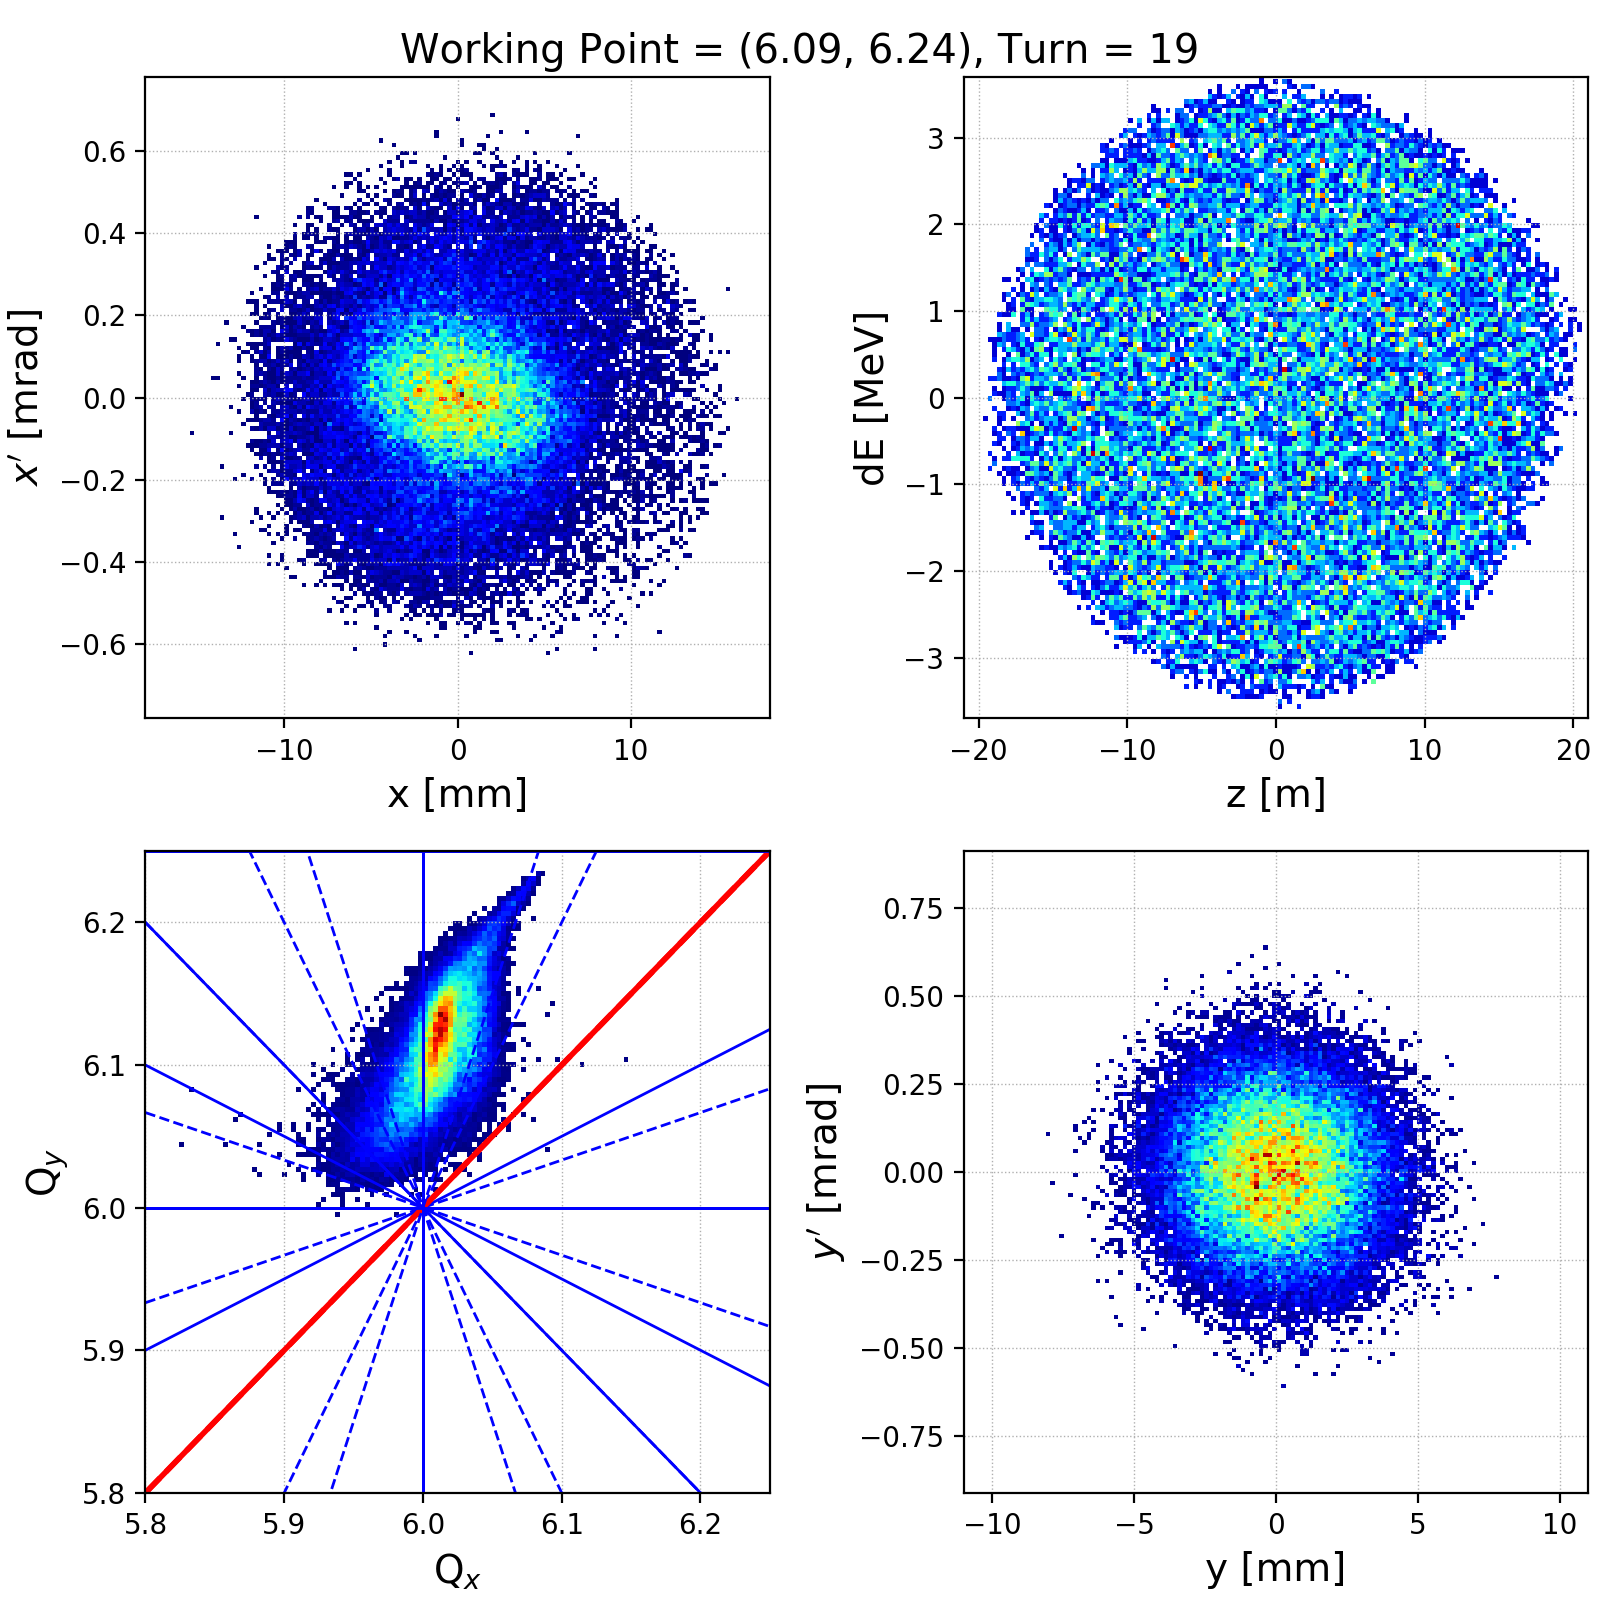 Working Point = (6.09, 6.24), Turn = 19
0.6
0.4
0.2
0.0
−0.2
−0.4
−0.6
x′ [mrad]
−10 0 10
x [mm]
3
2
1
0
−1
−2
−3
dE [MeV]
−20 −10 0 10 20
z [m]
6.2
6.1
6.0
5.9
5.8
Qy
5.8 5.9 6.0 6.1 6.2
Qx
0.75
0.50
0.25
0.00
−0.25
−0.50
−0.75
y′ [mrad]
−10 −5 0 5 10
y [mm]